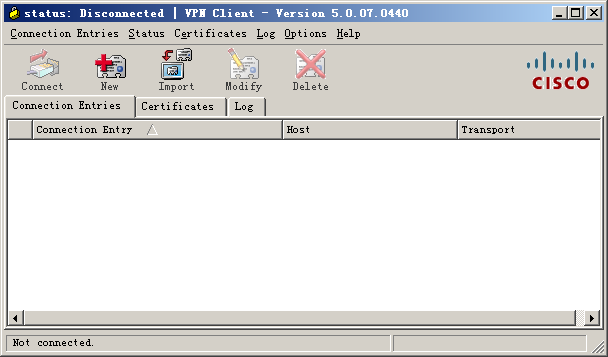 status: Disconnected | VPN Client - Version 5.0.07.0440
Connection Entries Status Certificates Log Options Help
Connect New Import Modify Delete
CISCO
Connection Entries Certificates Log
Connection Entry Host Transport
Not connected.